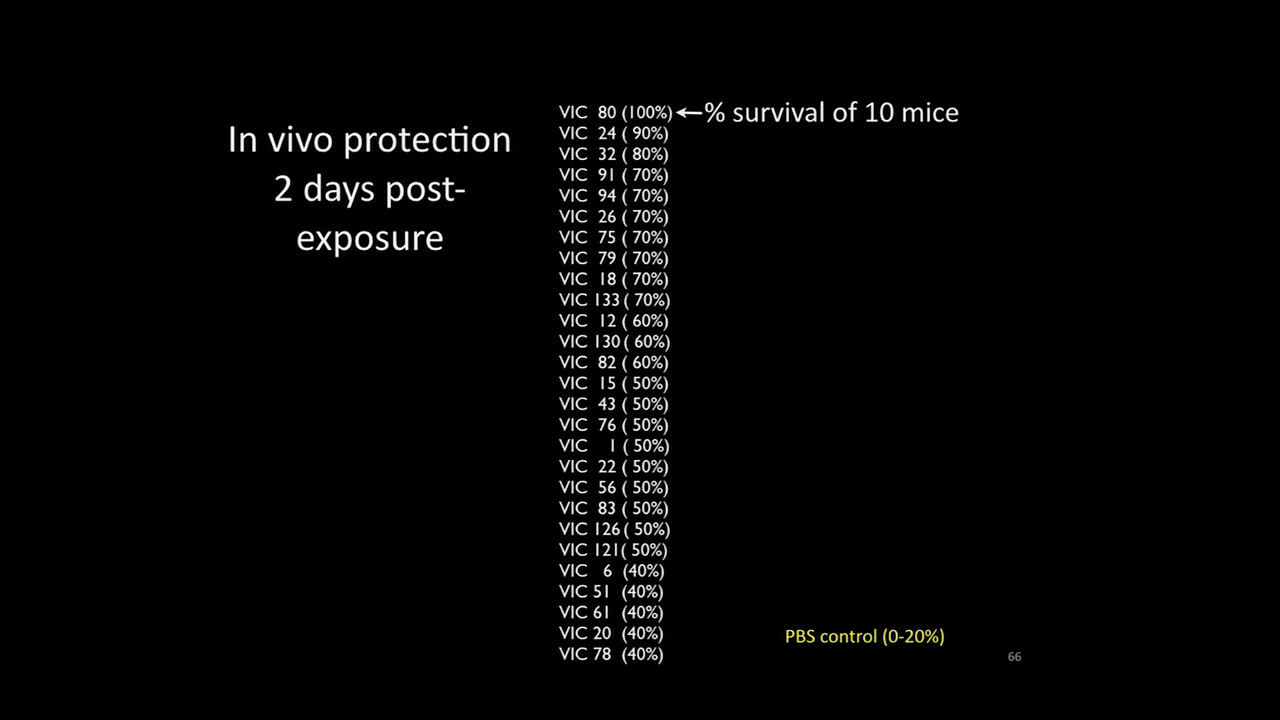 In vivo protection
2 days post-
exposure
VIC 80 (100%) ←% survival of 10 mice
VIC 24 ( 90%)
VIC 32 ( 80%)
VIC 91 ( 70%)
VIC 94 ( 70%)
VIC 26 ( 70%)
VIC 75 ( 70%)
VIC 79 ( 70%)
VIC 18 ( 70%)
VIC 133 ( 70%)
VIC 12 ( 60%)
VIC 130 ( 60%)
VIC 82 ( 60%)
VIC 15 ( 50%)
VIC 43 ( 50%)
VIC 76 ( 50%)
VIC 1 ( 50%)
VIC 22 ( 50%)
VIC 56 ( 50%)
VIC 83 ( 50%)
VIC 126 ( 50%)
VIC 121( 50%)
VIC 6 (40%)
VIC 51 (40%)
VIC 61 (40%)
VIC 20 (40%)
VIC 78 (40%)
PBS control (0-20%)
66